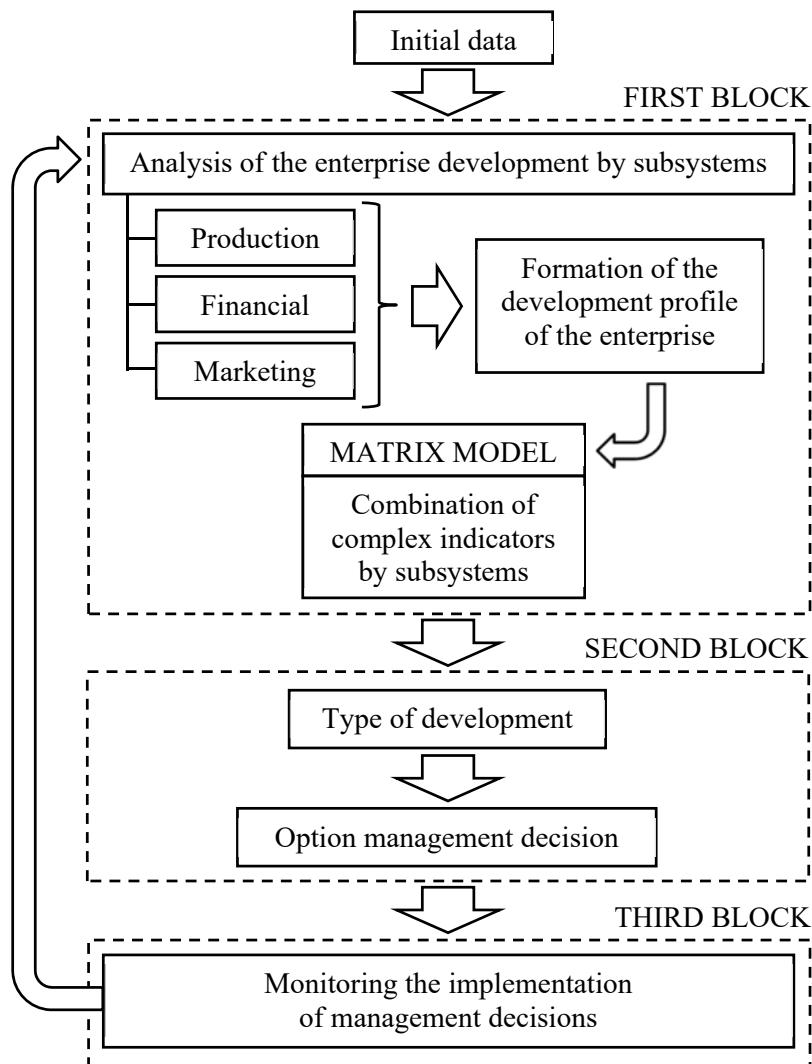 Initial data
FIRST BLOCK
Analysis of the enterprise development by subsystems
Production
Financial
Marketing
Formation of the
development profile
of the enterprise
MATRIX MODEL
Combination of
complex indicators
by subsystems
SECOND BLOCK
Type of development
Option management decision
THIRD BLOCK
Monitoring the implementation
of management decisions